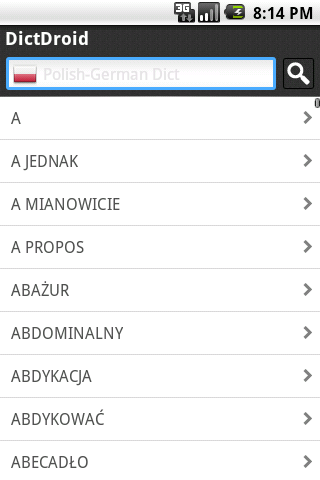 3G 8:14 PM
DictDroid
Polish-German Dict
A
A JEDNAK
A MIANOWICIE
A PROPOS
ABAŻUR
ABDOMINALNY
ABDYKACJA
ABDYKOWAĆ
ABECADŁO